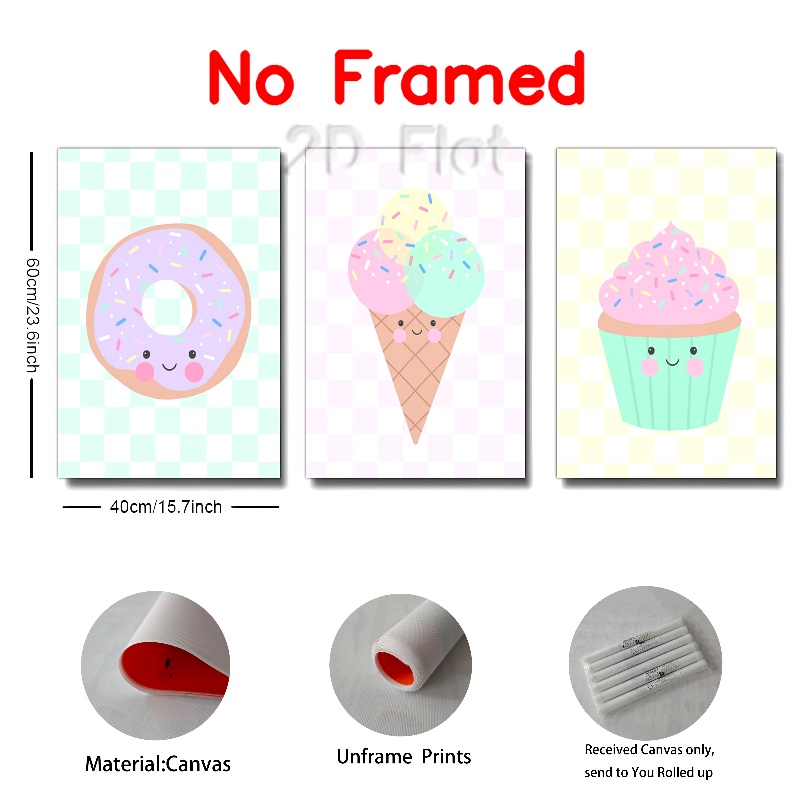 No Framed
2D Flat
60cm/23.6inch
40cm/15.7inch
Material:Canvas
Unframe Prints
Received Canvas only,
send to You Rolled up